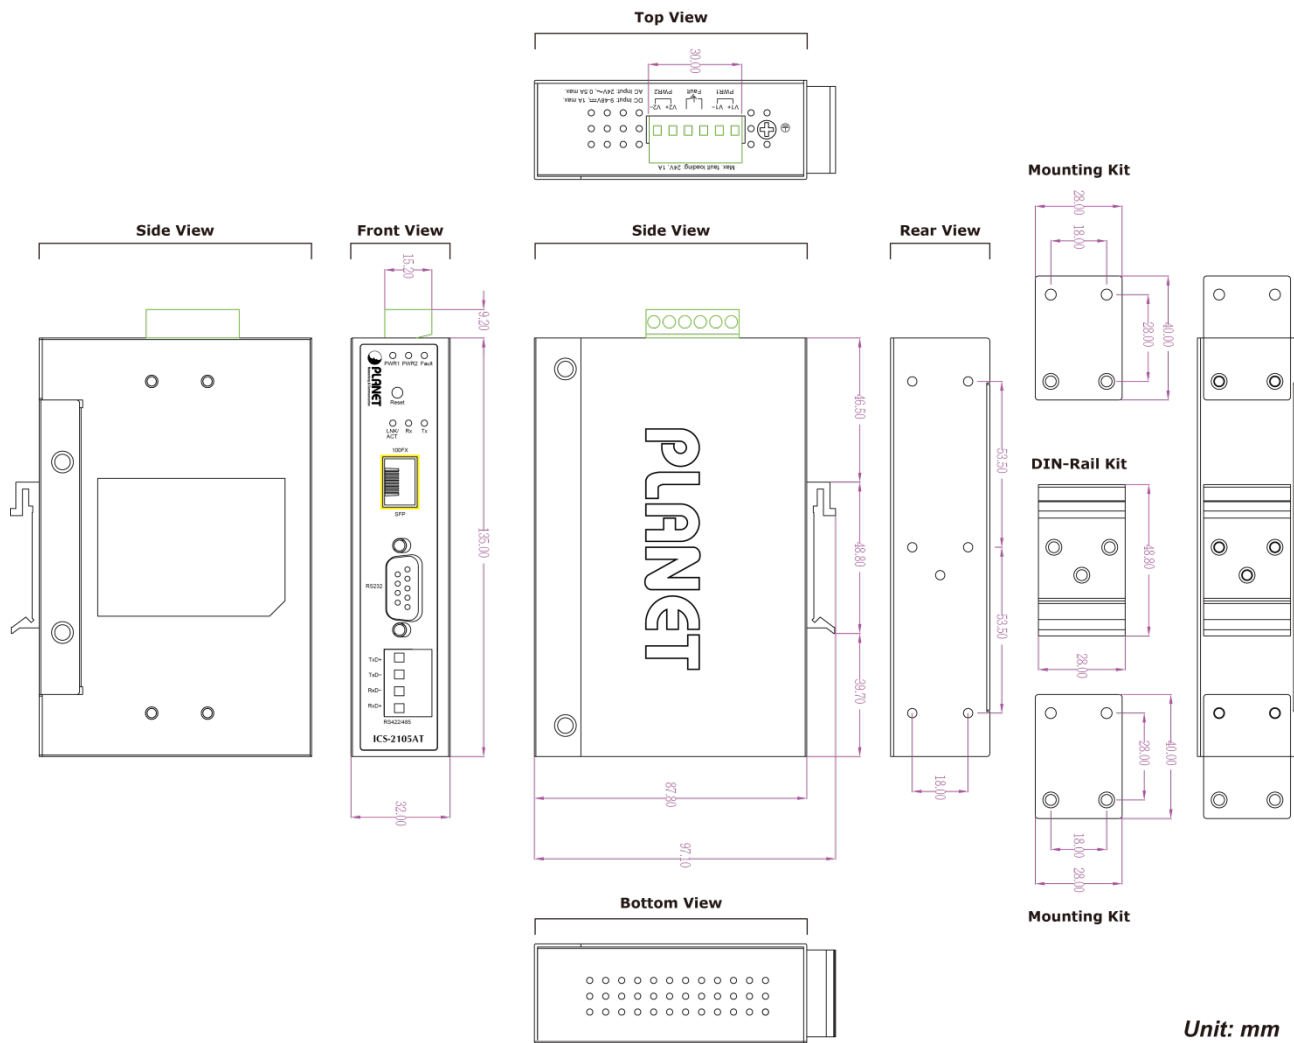 Top View
30.00
DC Input: 9-48V⎓, 1A max.
AC Input: 24V~, 0.5A max.
PWR2
Fault
PWR1
V2- V2+
V1- V1+
Max. fault loading: 24V, 1A
Mounting Kit
28.00
18.00
28.00
40.00
Side View
Front View
Side View
Rear View
15.20
9.20
PLANET
PWR1 PWR2 Fault
Reset
LNK/
ACT
Rx
Tx
100FX
SFP
RS232
TxD+
TxD-
RxD-
RxD+
RS422/485
ICS-2105AT
135.00
32.00
PLANET
46.50
48.80
39.70
87.80
97.10
53.50
53.50
18.00
DIN-Rail Kit
48.80
28.00
28.00
40.00
18.00
28.00
Mounting Kit
Bottom View
Unit: mm